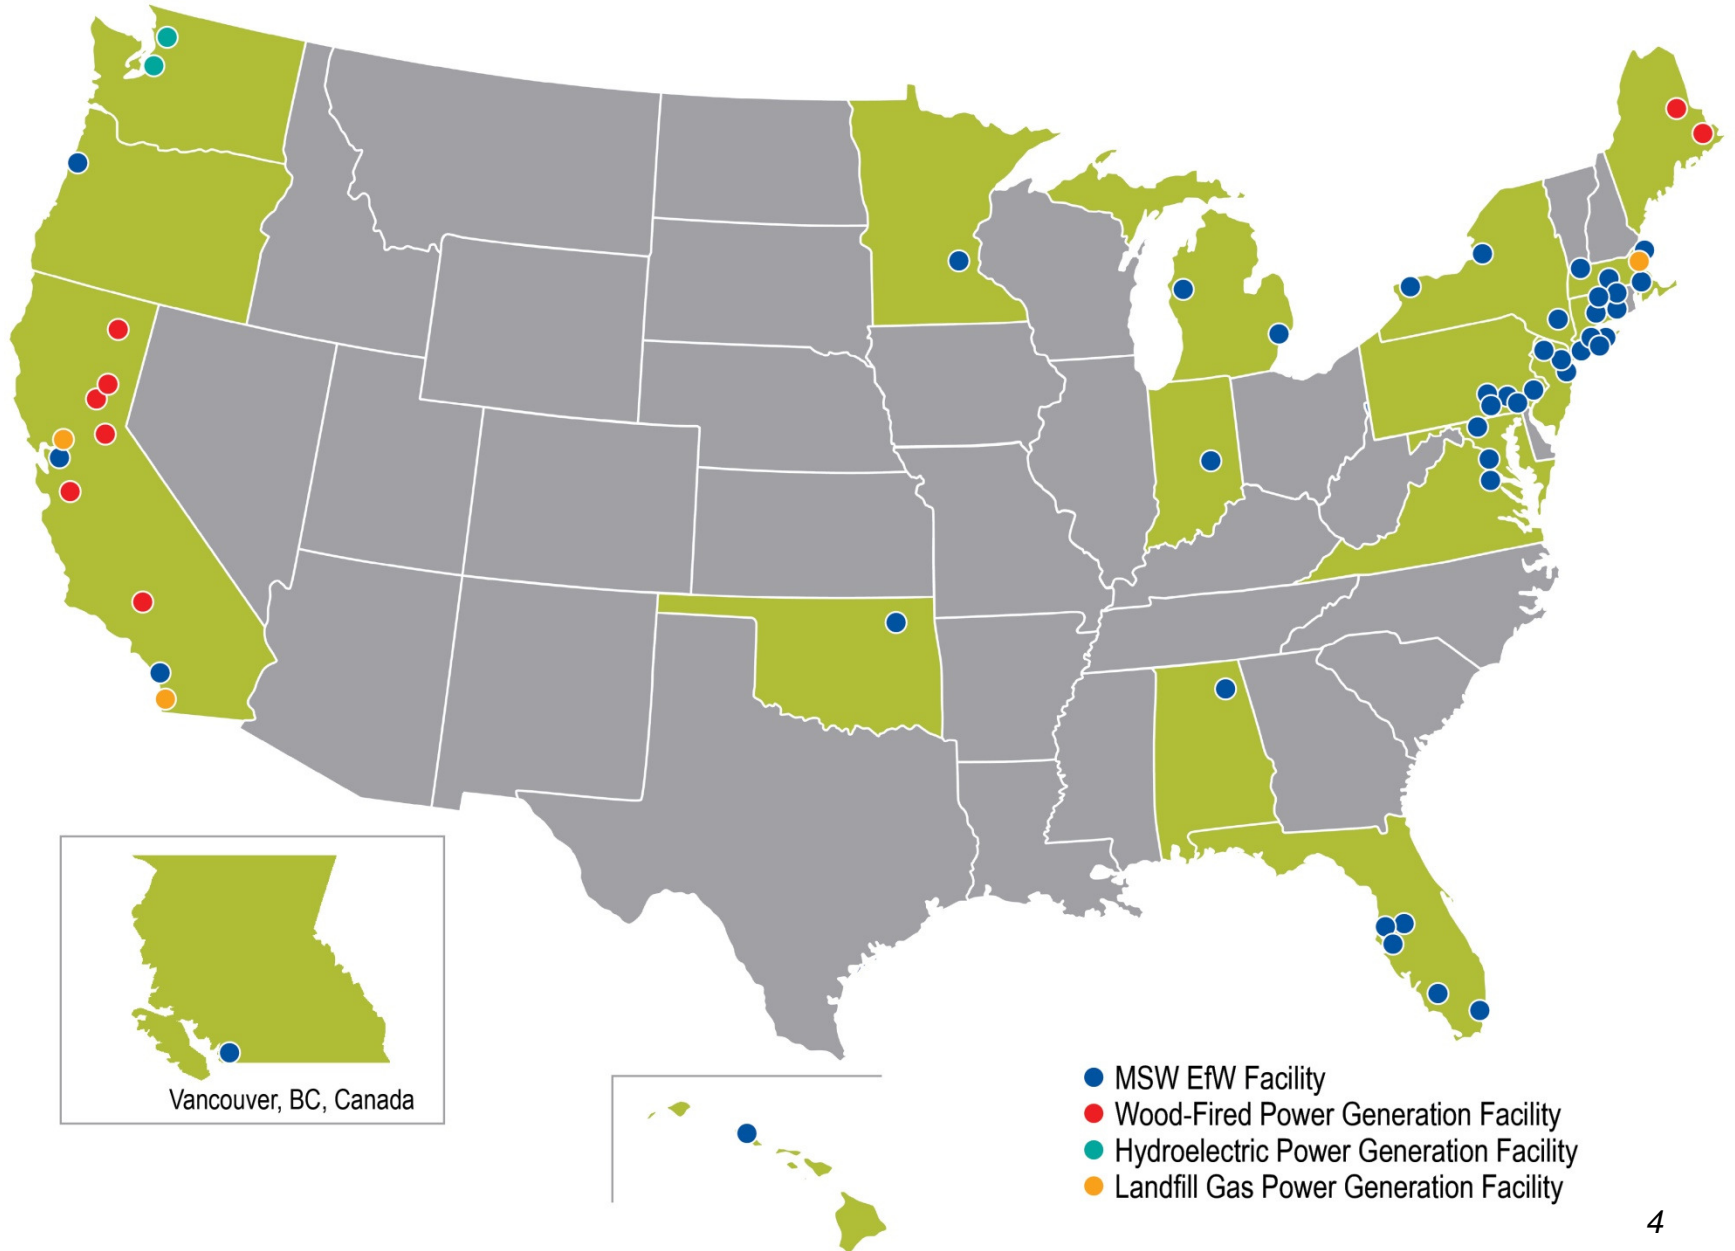 Vancouver, BC, Canada
MSW EfW Facility
Wood-Fired Power Generation Facility
Hydroelectric Power Generation Facility
Landfill Gas Power Generation Facility
4